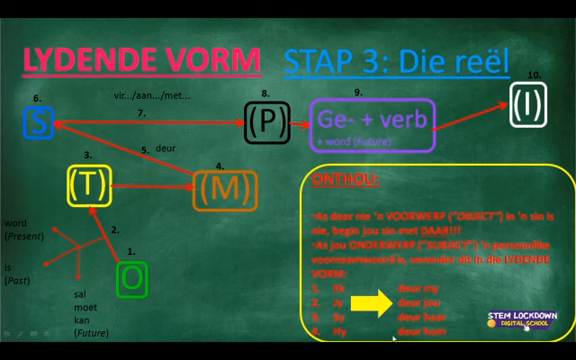 LYDENDE VORM STAP 3: Die reël
10.
9.
6.
vir.../aan.../met...
8.
7.
S
(P)
Ge- + verb
+ word (Future)
(I)
5. deur
3.
4.
(T)
(M)
ONTHOU:
-As daar nie 'n VOORWERP ("OBJECT") in 'n sin is
nie, begin jou sin met DAAR!!!
-As jou ONDERWERP ("SUBJECT") 'n persoonlike
voornaamwoord is, verander dit in die LYDENDE
VORM:
word
(Present)
2.
1.
is
(Past)
O
sal
moet
kan
(Future)
1. Ek deur my
2. Jy deur jou
3. Sy deur haar
4. Hy deur hom
STEM LOCKDOWN
DIGITAL SCHOOL